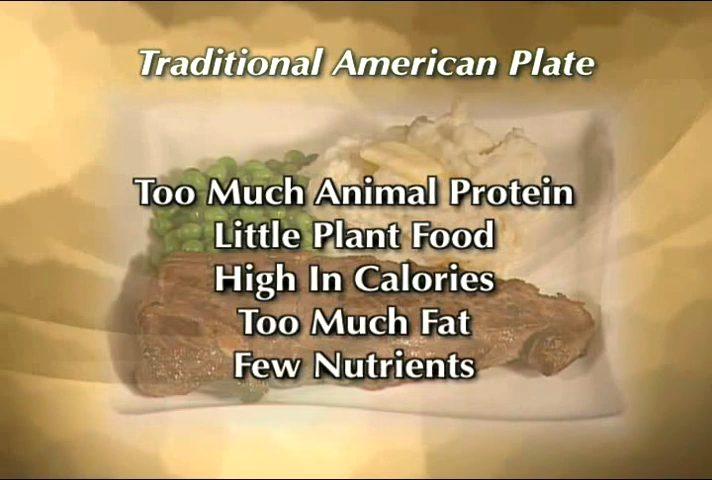 Traditional American Plate
Too Much Animal Protein
Little Plant Food
High In Calories
Too Much Fat
Few Nutrients